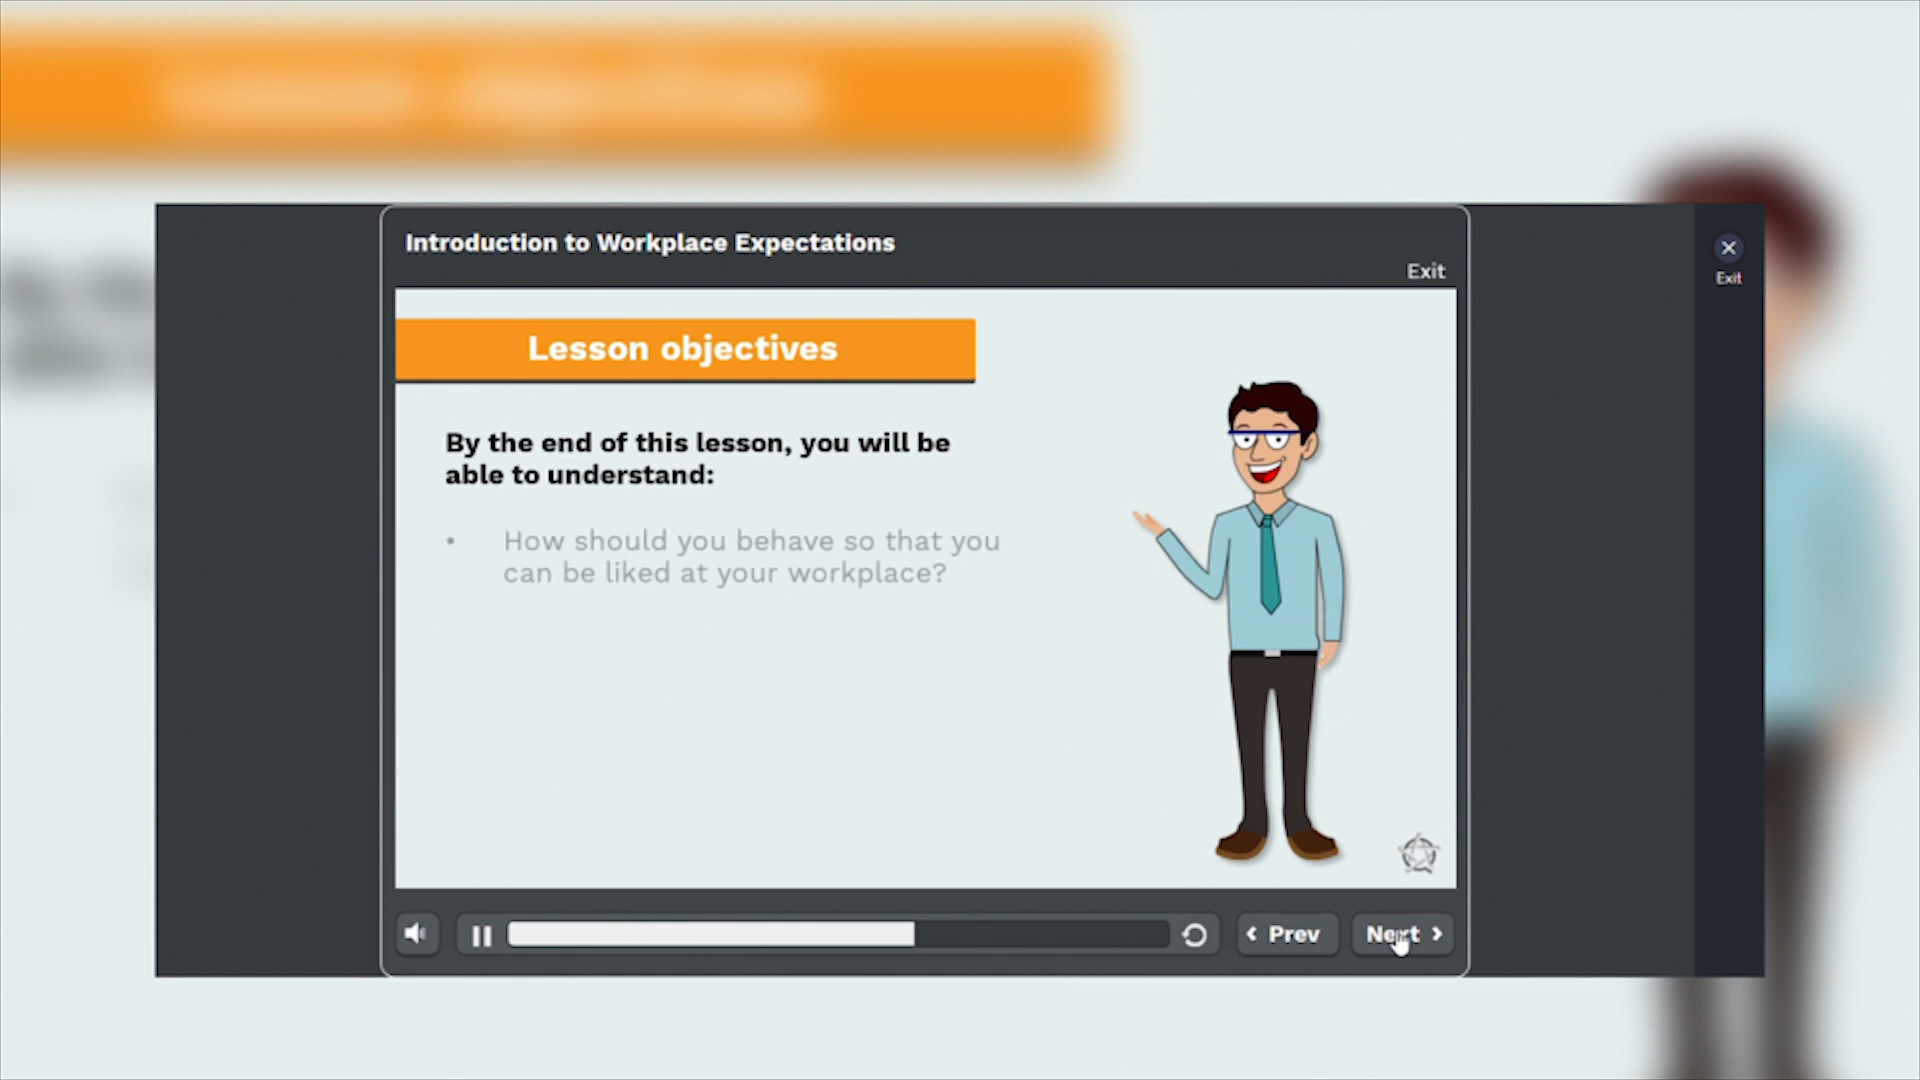 Introduction to Workplace Expectations
Exit
Exit
Lesson objectives
By the end of this lesson, you will be
able to understand:
• How should you behave so that you
can be liked at your workplace?
Prev
Next